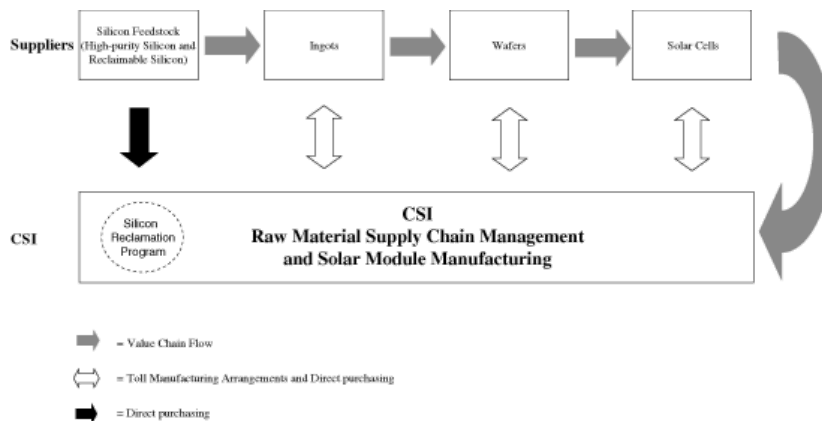 Suppliers
Silicon Feedstock
(High-purity Silicon and
Reclaimable Silicon)
Ingots
Wafers
Solar Cells
CSI
Silicon
Reclamation
Program
CSI
Raw Material Supply Chain Management
and Solar Module Manufacturing
= Value Chain Flow
= Toll Manufacturing Arrangements and Direct purchasing
= Direct purchasing